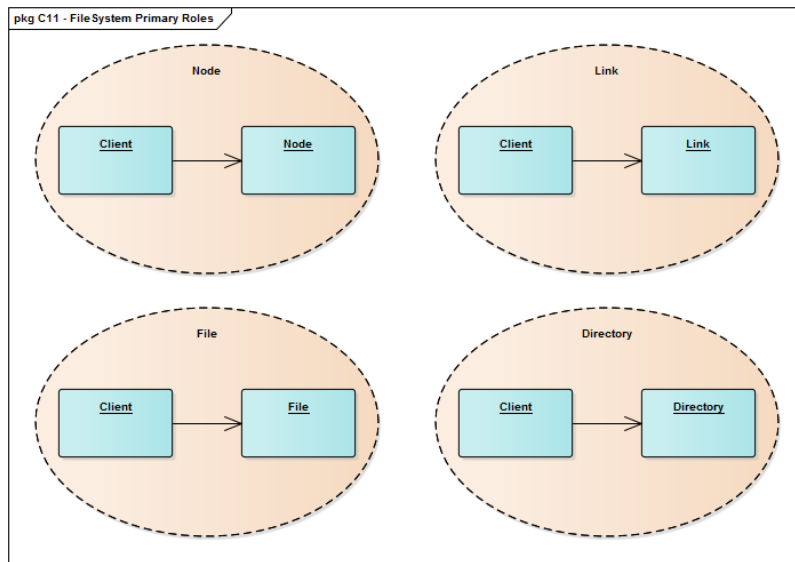 pkg C11 - FileSystem Primary Roles
Node
Link
Client
Node
Client
Link
File
Directory
Client
File
Client
Directory